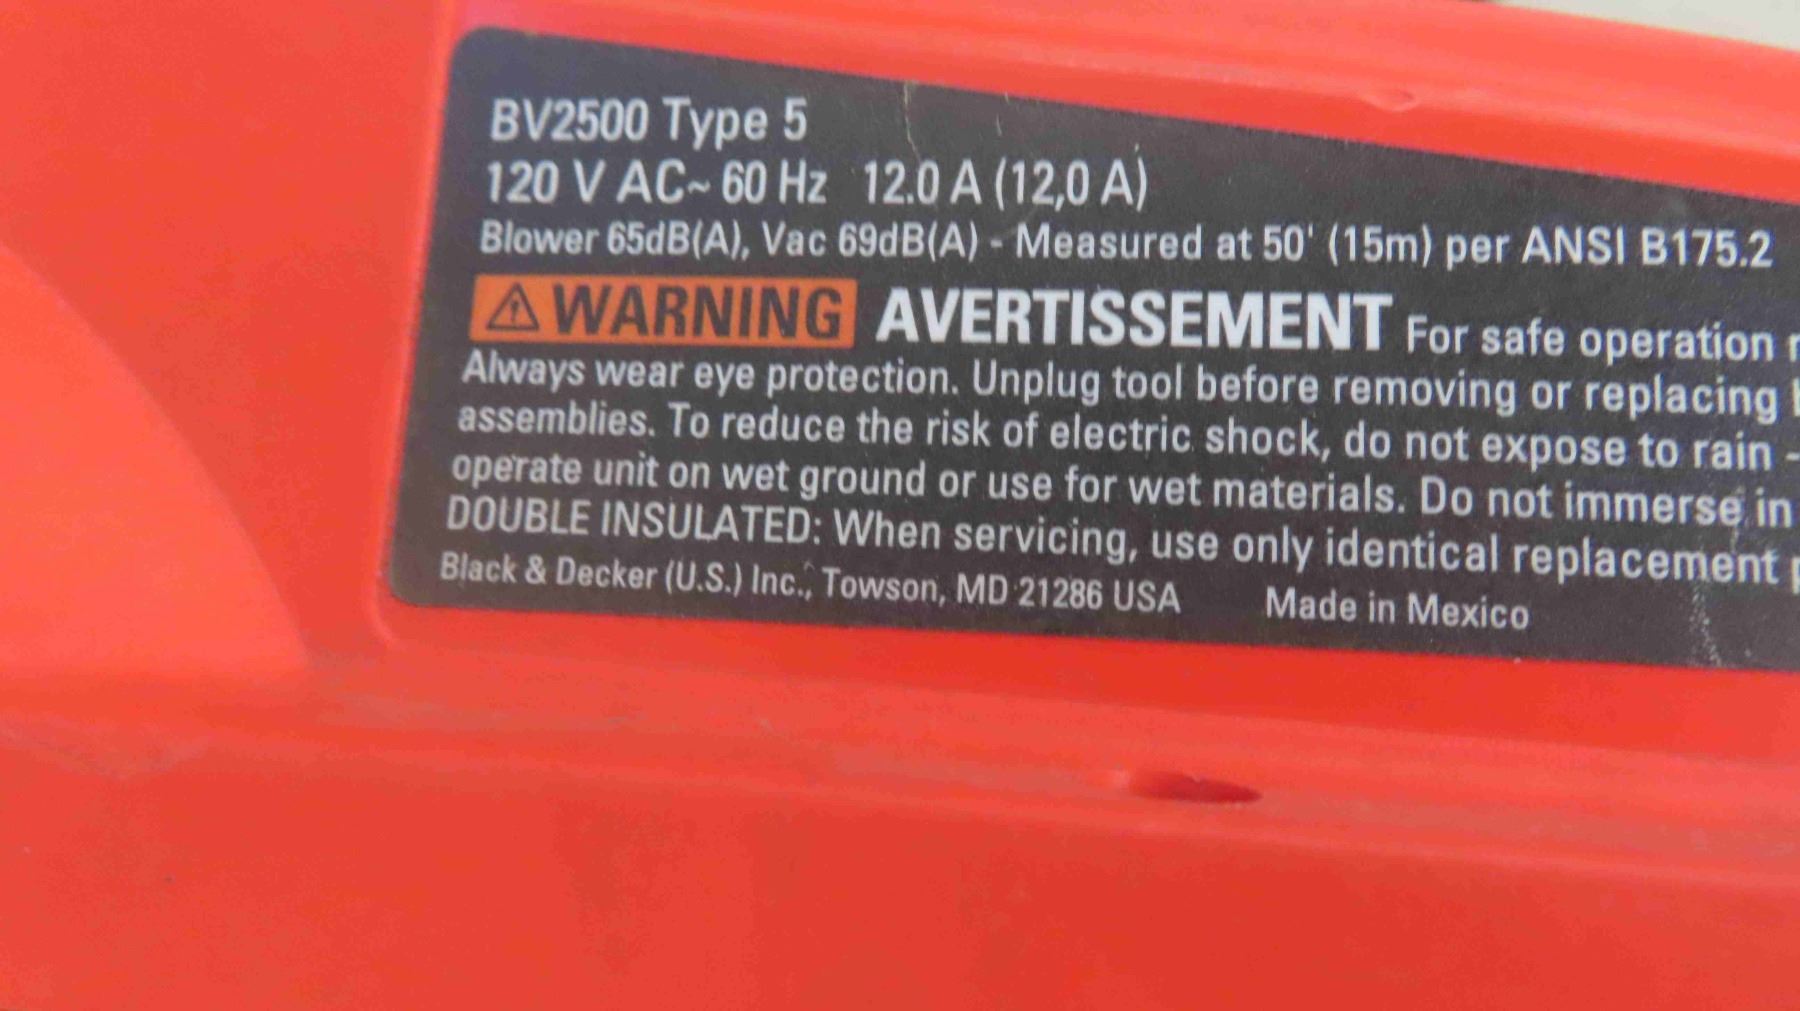 BV2500 Type 5
120 V AC~ 60 Hz 12.0 A (12,0 A)
Blower 65dB(A), Vac 69dB(A) - Measured at 50' (15m) per ANSI B175.2
⚠ WARNING AVERTISSEMENT For safe operation
Always wear eye protection. Unplug tool before removing or replacing
assemblies. To reduce the risk of electric shock, do not expose to rain -
operate unit on wet ground or use for wet materials. Do not immerse in
DOUBLE INSULATED: When servicing, use only identical replacement
Black & Decker (U.S.) Inc., Towson, MD 21286 USA Made in Mexico